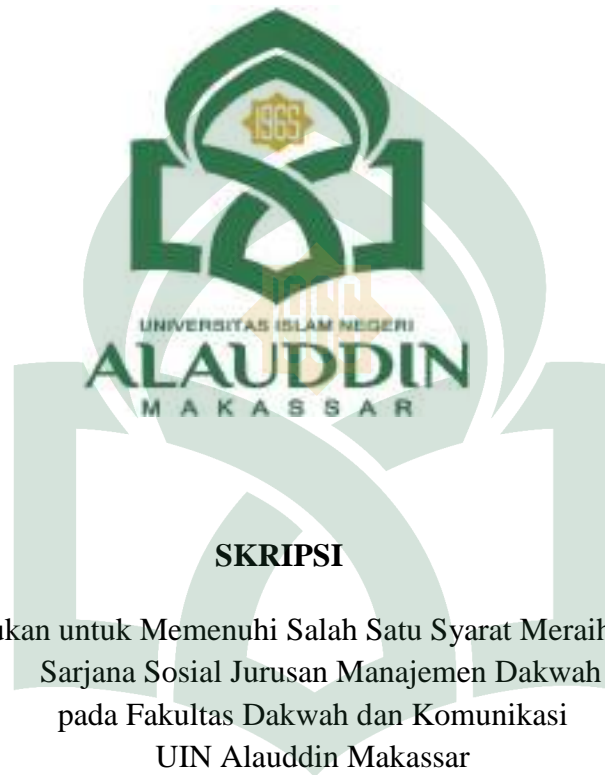 1965
UNIVERSITAS ISLAM NEGERI
ALAUDDIN
MAKASSAR
SKRIPSI
untuk Memenuhi Salah Satu Syarat Meraih
Sarjana Sosial Jurusan Manajemen Dakwah
pada Fakultas Dakwah dan Komunikasi
UIN Alauddin Makassar